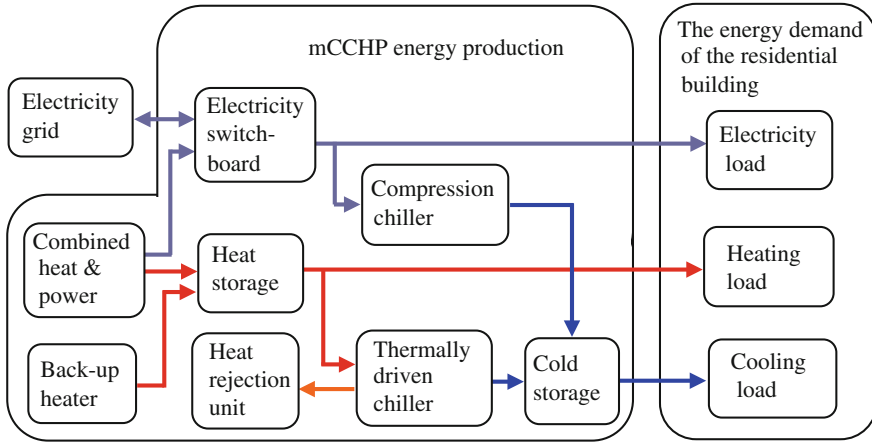 mCCHP energy production
The energy demand
of the residential
building
Electricity
grid
Electricity
switch-
board
Electricity
load
Compression
chiller
Combined
heat &
power
Heat
storage
Heating
load
Back-up
heater
Heat
rejection
unit
Thermally
driven
chiller
Cold
storage
Cooling
load